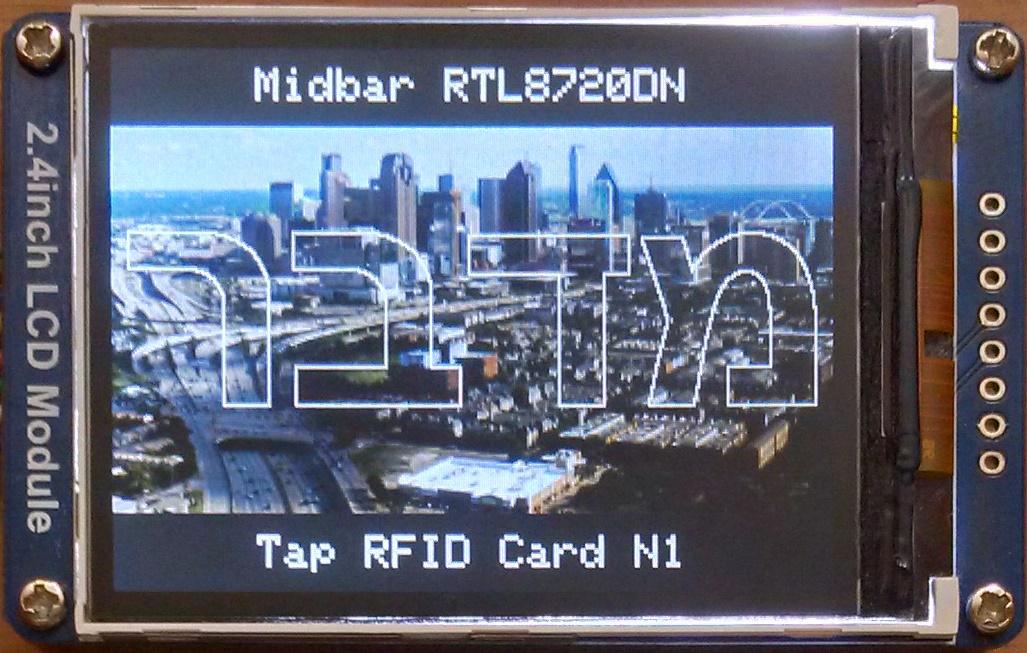 Midbar RTL8720DN
מדבר
Tap RFID Card N1
2.4inch LCD Module